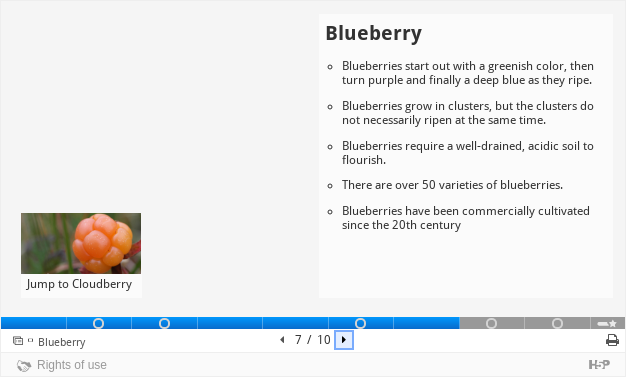 Blueberry
Blueberries start out with a greenish color, then
turn purple and finally a deep blue as they ripe.
Blueberries grow in clusters, but the clusters do
not necessarily ripen at the same time.
Blueberries require a well-drained, acidic soil to
flourish.
There are over 50 varieties of blueberries.
Blueberries have been commercially cultivated
since the 20th century
Jump to Cloudberry
Blueberry
7 / 10
Rights of use
H5P